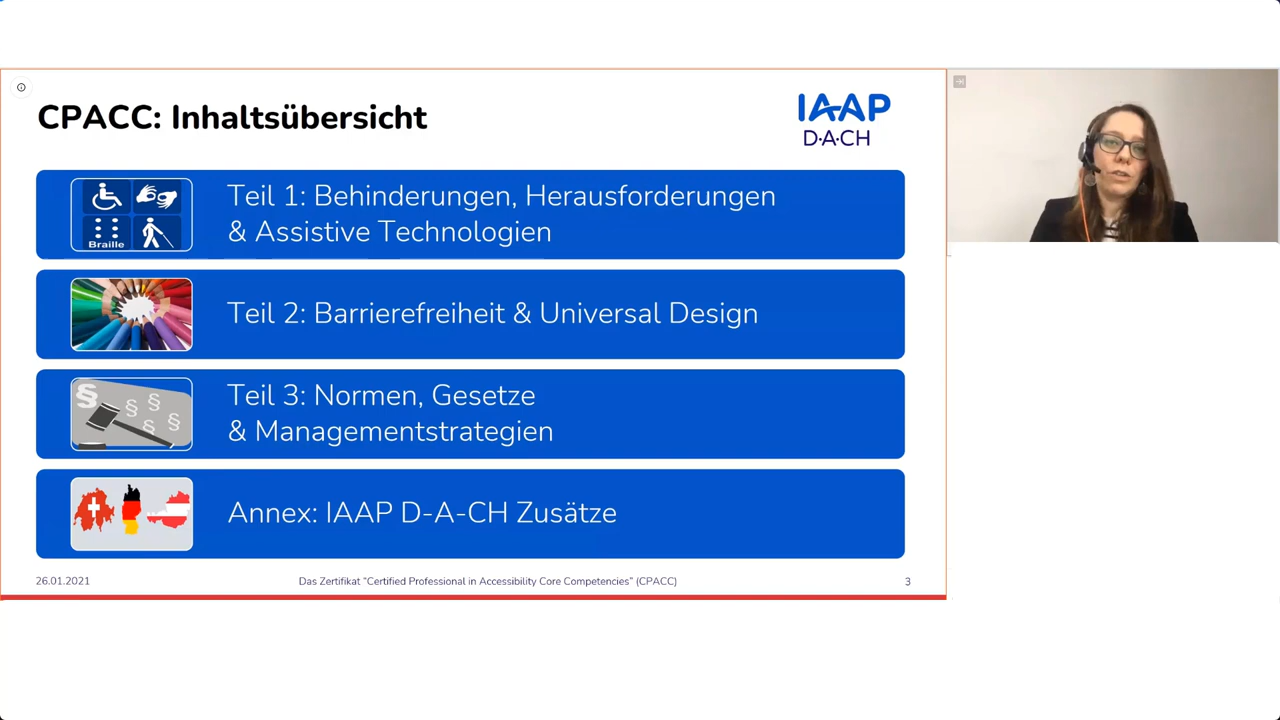 CPACC: Inhaltsübersicht
IAAP
D·A·CH
Teil 1: Behinderungen, Herausforderungen
& Assistive Technologien
Braille
Teil 2: Barrierefreiheit & Universal Design
Teil 3: Normen, Gesetze
& Managementstrategien
§ § § § §
Annex: IAAP D-A-CH Zusätze
26.01.2021
Das Zertifikat "Certified Professional in Accessibility Core Competencies" (CPACC)
3